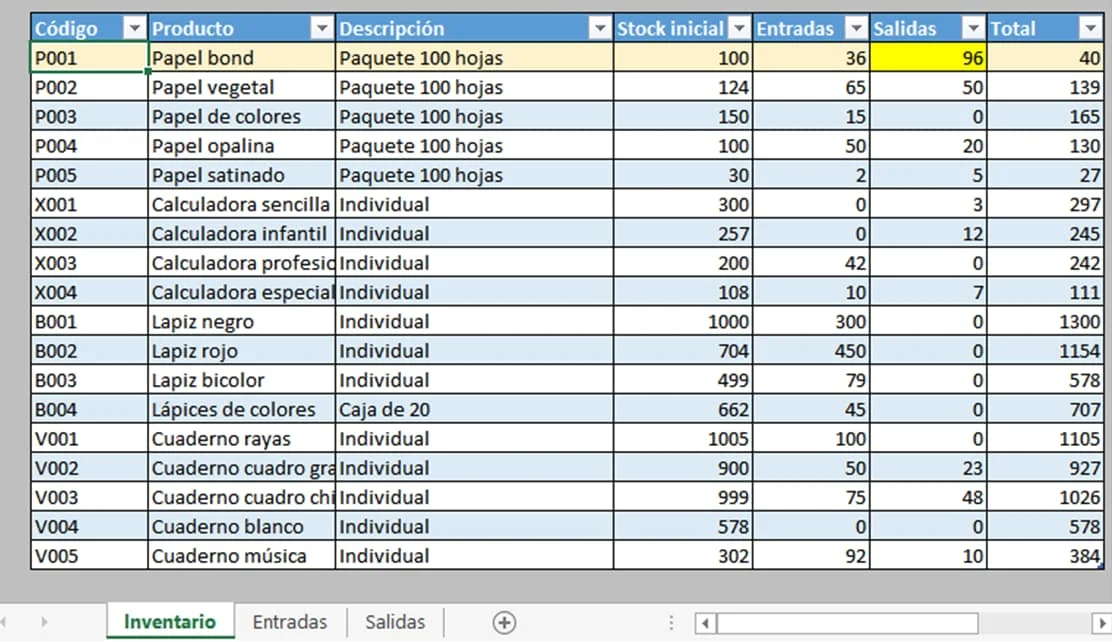 Código Producto Descripción Stock inicial Entradas Salidas Total
P001 Papel bond Paquete 100 hojas 100 36 96 40
P002 Papel vegetal Paquete 100 hojas 124 65 50 139
P003 Papel de colores Paquete 100 hojas 150 15 0 165
P004 Papel opalina Paquete 100 hojas 100 50 20 130
P005 Papel satinado Paquete 100 hojas 30 2 5 27
X001 Calculadora sencilla Individual 300 0 3 297
X002 Calculadora infantil Individual 257 0 12 245
X003 Calculadora profesic Individual 200 42 0 242
X004 Calculadora especial Individual 108 10 7 111
B001 Lapiz negro Individual 1000 300 0 1300
B002 Lapiz rojo Individual 704 450 0 1154
B003 Lapiz bicolor Individual 499 79 0 578
B004 Lápices de colores Caja de 20 662 45 0 707
V001 Cuaderno rayas Individual 1005 100 0 1105
V002 Cuaderno cuadro gra Individual 900 50 23 927
V003 Cuaderno cuadro chi Individual 999 75 48 1026
V004 Cuaderno blanco Individual 578 0 0 578
V005 Cuaderno música Individual 302 92 10 384
Inventario Entradas Salidas